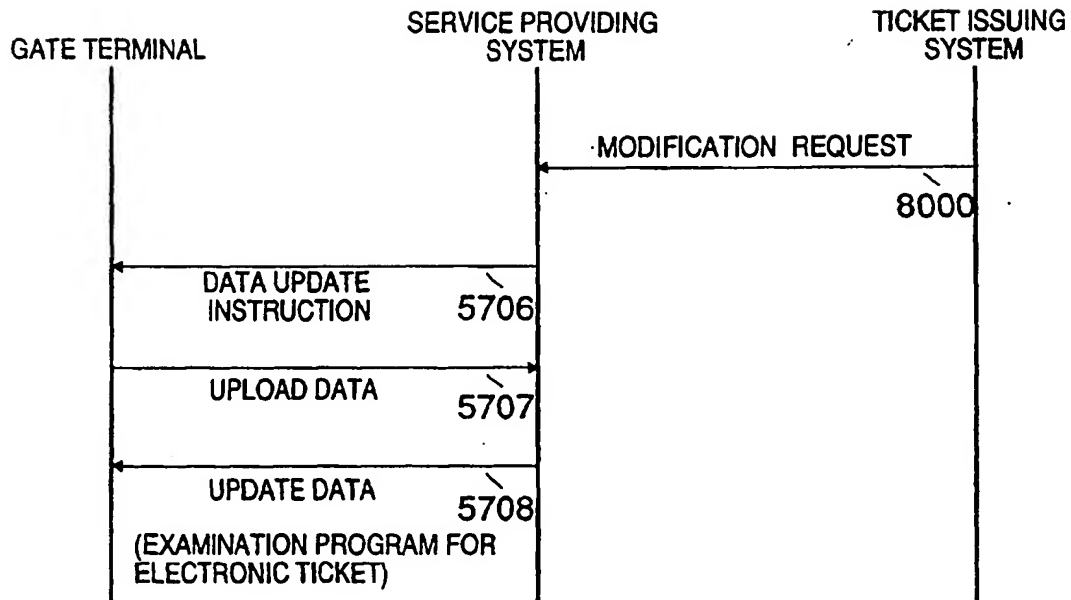 GATE TERMINAL
SERVICE PROVIDING
SYSTEM
TICKET ISSUING
SYSTEM
MODIFICATION REQUEST
8000
DATA UPDATE
INSTRUCTION
5706
UPLOAD DATA
5707
UPDATE DATA
5708
(EXAMINATION PROGRAM FOR
ELECTRONIC TICKET)